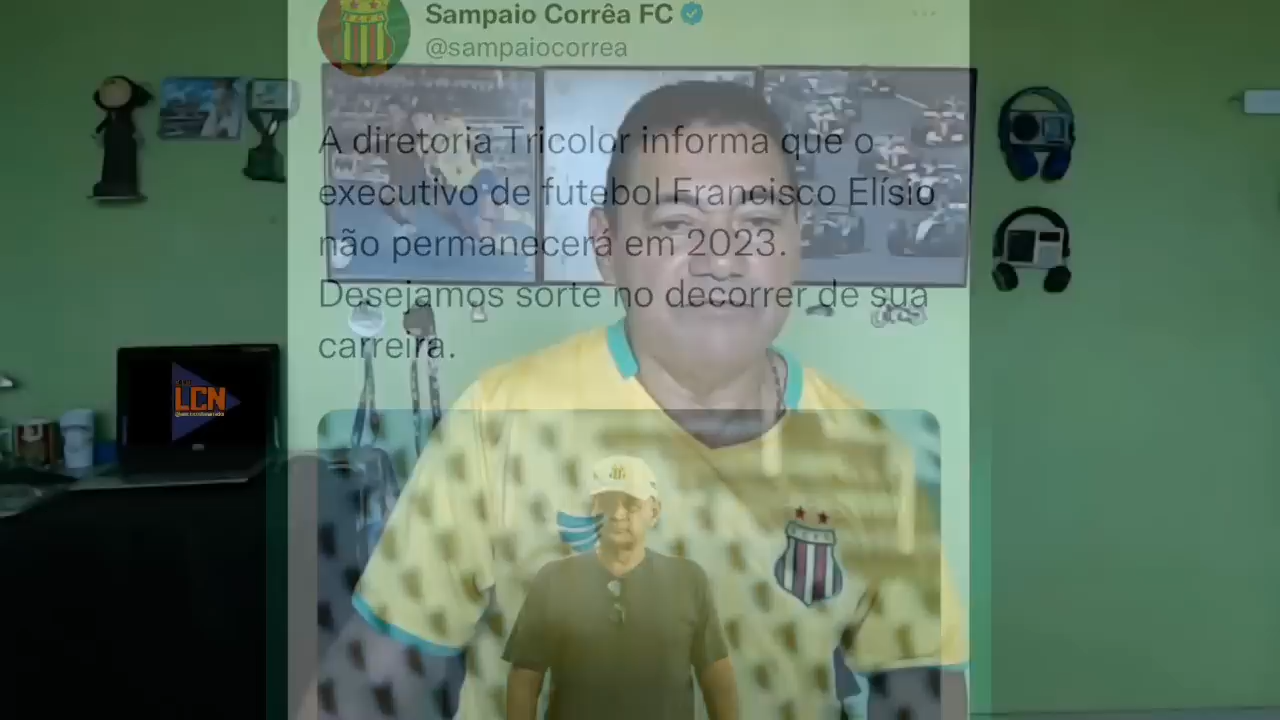 Sampaio Corrêa FC
@sampaiocorrea
A diretoria Tricolor informa que o
executivo de futebol Francisco Elísio
não permanecerá em 2023.
Desejamos sorte no decorrer de sua
carreira.
LCN